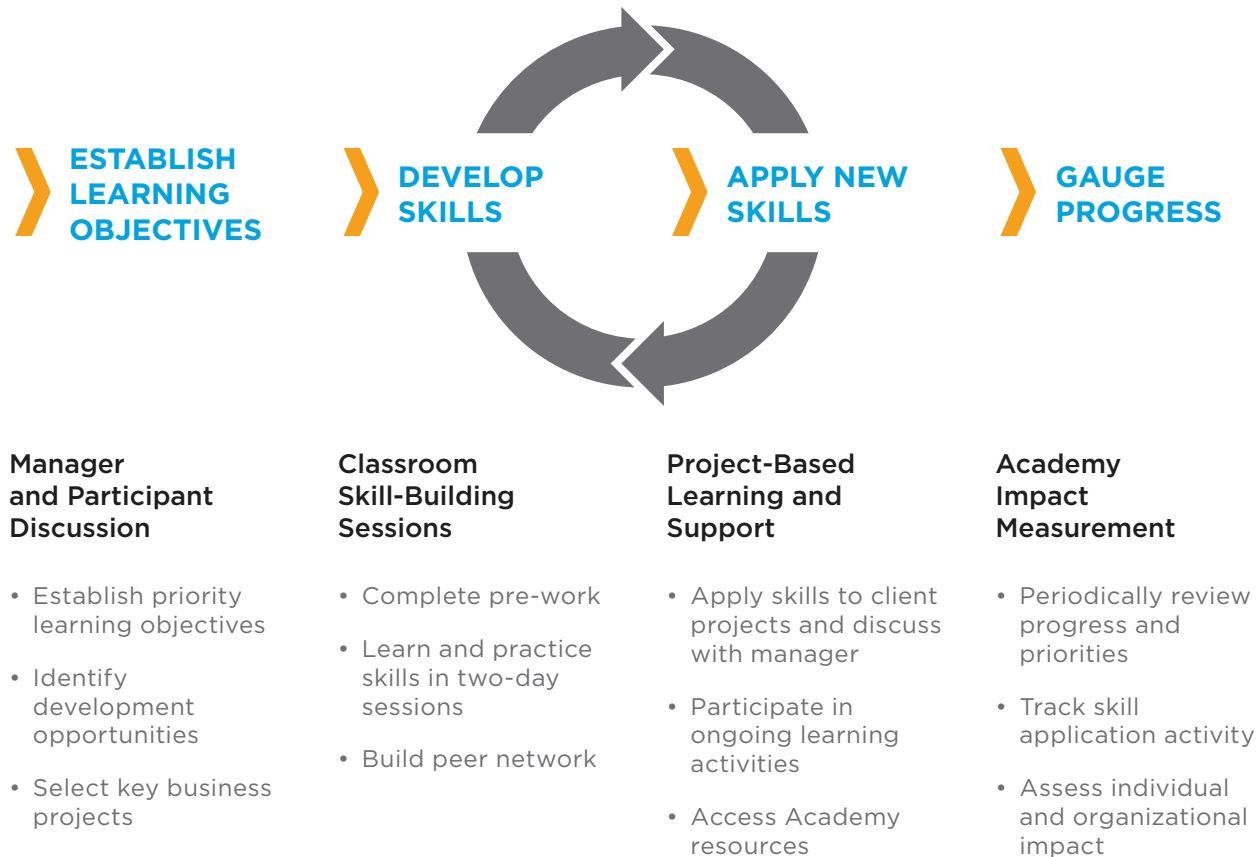 ESTABLISH
LEARNING
OBJECTIVES
DEVELOP
SKILLS
APPLY NEW
SKILLS
GAUGE
PROGRESS
Manager
and Participant
Discussion
• Establish priority
learning objectives
• Identify
development
opportunities
• Select key business
projects
Classroom
Skill-Building
Sessions
• Complete pre-work
• Learn and practice
skills in two-day
sessions
• Build peer network
Project-Based
Learning and
Support
• Apply skills to client
projects and discuss
with manager
• Participate in
ongoing learning
activities
• Access Academy
resources
Academy
Impact
Measurement
• Periodically review
progress and
priorities
• Track skill
application activity
• Assess individual
and organizational
impact